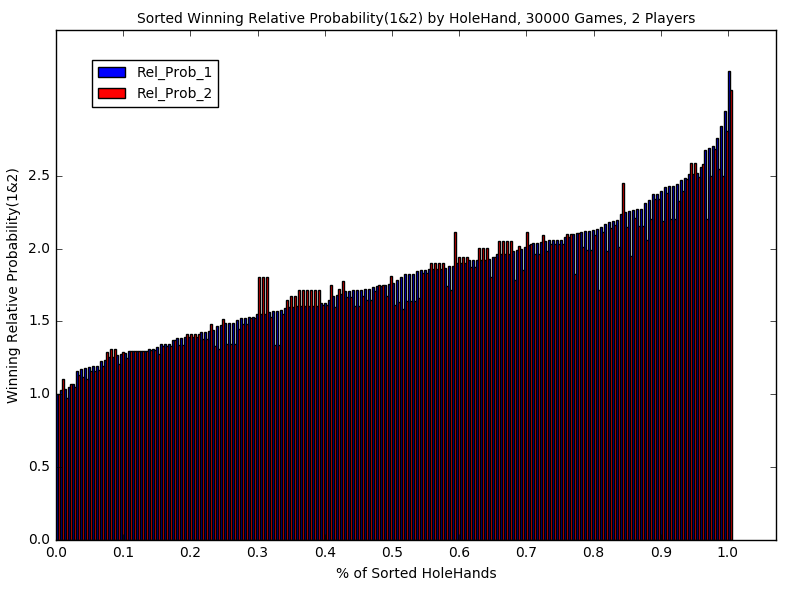 Sorted Winning Relative Probability(1&2) by HoleHand, 30000 Games, 2 Players
Rel_Prob_1
Rel_Prob_2
Winning Relative Probability(1&2)
2.5
2.0
1.5
1.0
0.5
0.0
0.0 0.1 0.2 0.3 0.4 0.5 0.6 0.7 0.8 0.9 1.0
% of Sorted HoleHands